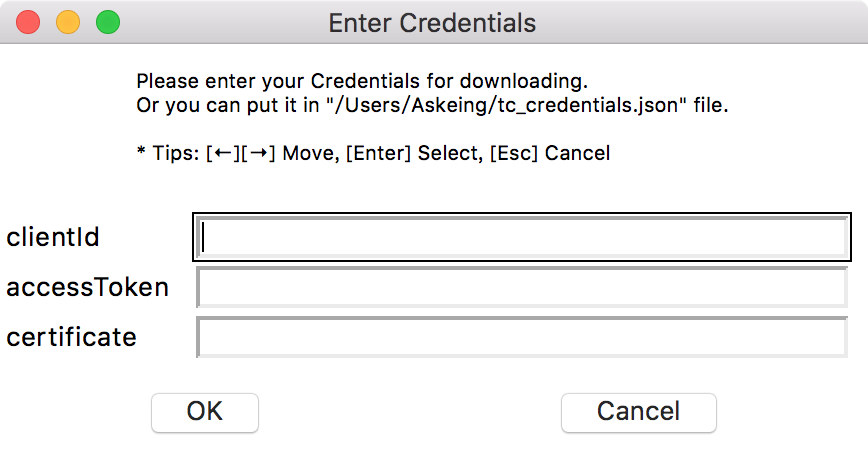 Enter Credentials
Please enter your Credentials for downloading.
Or you can put it in "/Users/Askeing/tc_credentials.json" file.
* Tips: [←][→] Move, [Enter] Select, [Esc] Cancel
clientId
accessToken
certificate
OK Cancel